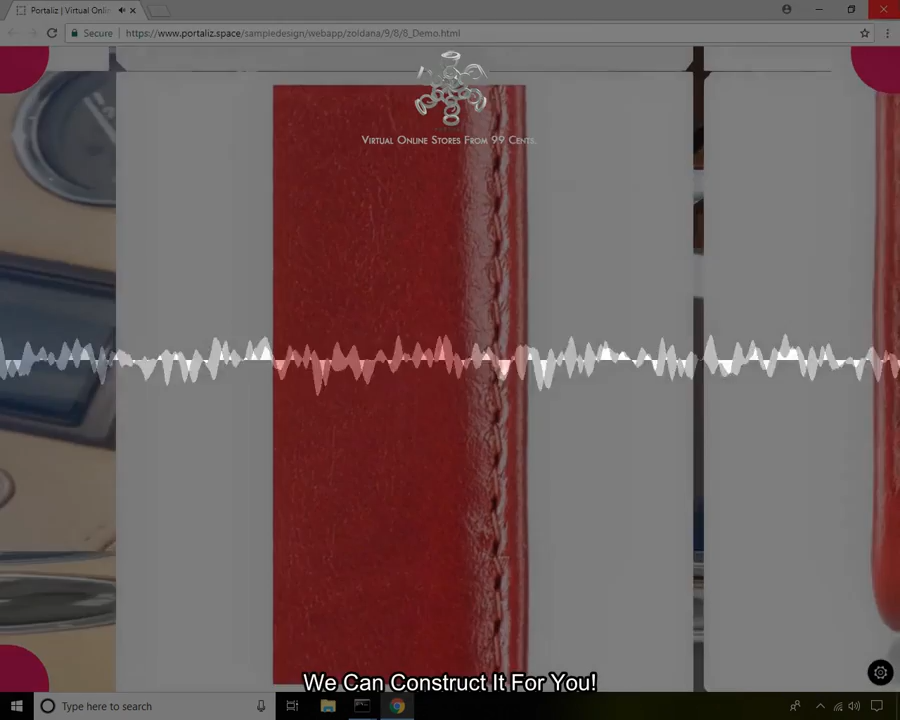 Portaliz | Virtual Onlin
Secure
https://www.portaliz.space/sampledesign/webapp/zoldana/9/8/8_Demo.html
Virtual Online Stores From 99 Cents.
We Can Construct It For You!
Type here to search